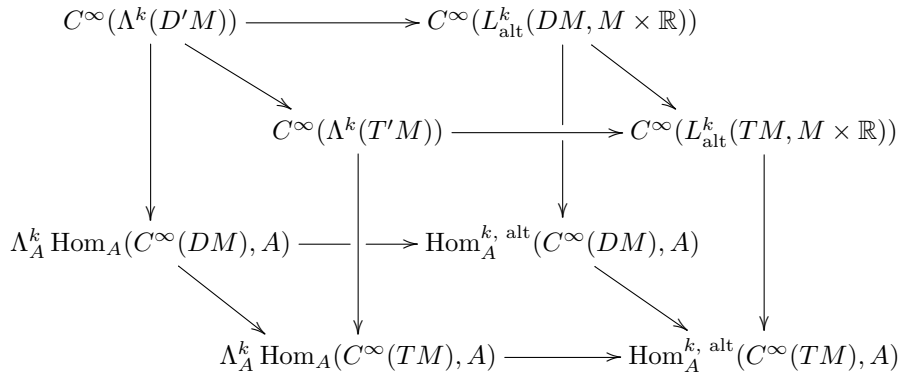 C^∞(Λ^k(D′M)) C^∞(L^k_alt(DM, M × ℝ))
C^∞(Λ^k(T′M)) C^∞(L^k_alt(TM, M × ℝ))
Λ^k_A Hom_A(C^∞(DM), A) Hom_A^{k, alt}(C^∞(DM), A)
Λ^k_A Hom_A(C^∞(TM), A) Hom_A^{k, alt}(C^∞(TM), A)